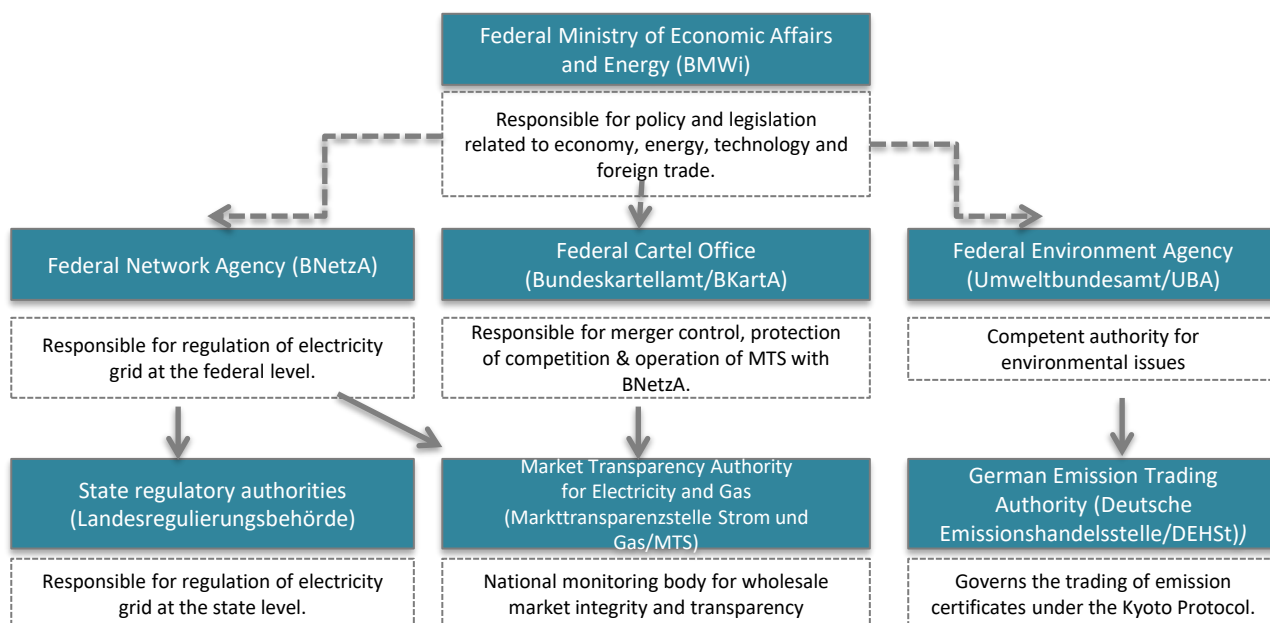 Federal Ministry of Economic Affairs
and Energy (BMWi)
Responsible for policy and legislation
related to economy, energy, technology and
foreign trade.
Federal Network Agency (BNetzA)
Responsible for regulation of electricity
grid at the federal level.
Federal Cartel Office
(Bundeskartellamt/BKartA)
Responsible for merger control, protection
of competition & operation of MTS with
BNetzA.
Federal Environment Agency
(Umweltbundesamt/UBA)
Competent authority for
environmental issues
State regulatory authorities
(Landesregulierungsbehörde)
Responsible for regulation of electricity
grid at the state level.
Market Transparency Authority
for Electricity and Gas
(Markttransparenzstelle Strom und
Gas/MTS)
National monitoring body for wholesale
market integrity and transparency
German Emission Trading
Authority (Deutsche
Emissionshandelsstelle/DEHSt))
Governs the trading of emission
certificates under the Kyoto Protocol.